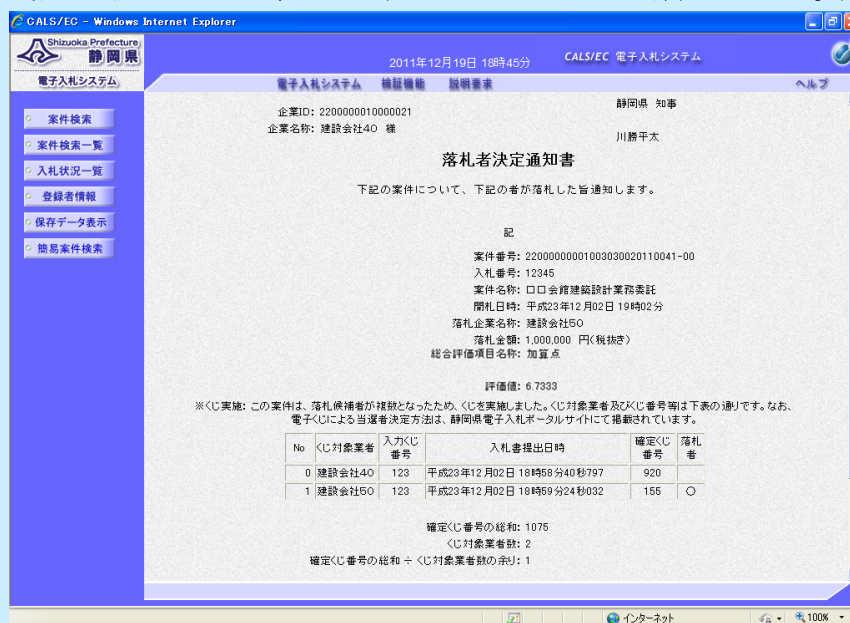 CALS/EC - Windows Internet Explorer
Shizuoka Prefecture
静岡県
電子入札システム
2011年12月19日 18時45分
CALS/EC 電子入札システム
電子入札システム 検証機能 説明要求 ヘルプ
案件検索
案件検索一覧
入札状況一覧
登録者情報
保存データ表示
簡易案件検索
企業ID: 2200000010000021
企業名称: 建設会社40 様
静岡県 知事
川勝平太
落札者決定通知書
下記の案件について、下記の者が落札した旨通知します。
記
案件番号: 22000000001003030020110041-00
入札番号: 12345
案件名称: 口口会館建築設計業務委託
開札日時: 平成23年12月02日 19時02分
落札企業名称: 建設会社50
落札金額: 1,000,000 円(税抜き)
総合評価項目名称: 加算点
評価値: 6.7333
※くじ実施: この案件は、落札候補者が複数となったため、くじを実施しました。くじ対象業者及びくじ番号等は下表の通りです。なお、
電子くじによる当選者決定方法は、静岡県電子入札ポータルサイトにて掲載されています。
No くじ対象業者 入力くじ番号 入札書提出日時 確定くじ番号 落札者
0 建設会社40 123 平成23年12月02日 18時58分40秒797 920
1 建設会社50 123 平成23年12月02日 18時59分24秒032 155 ○
確定くじ番号の総和: 1075
くじ対象業者数: 2
確定くじ番号の総和 ÷ くじ対象業者数の余り: 1
インターネット 100%